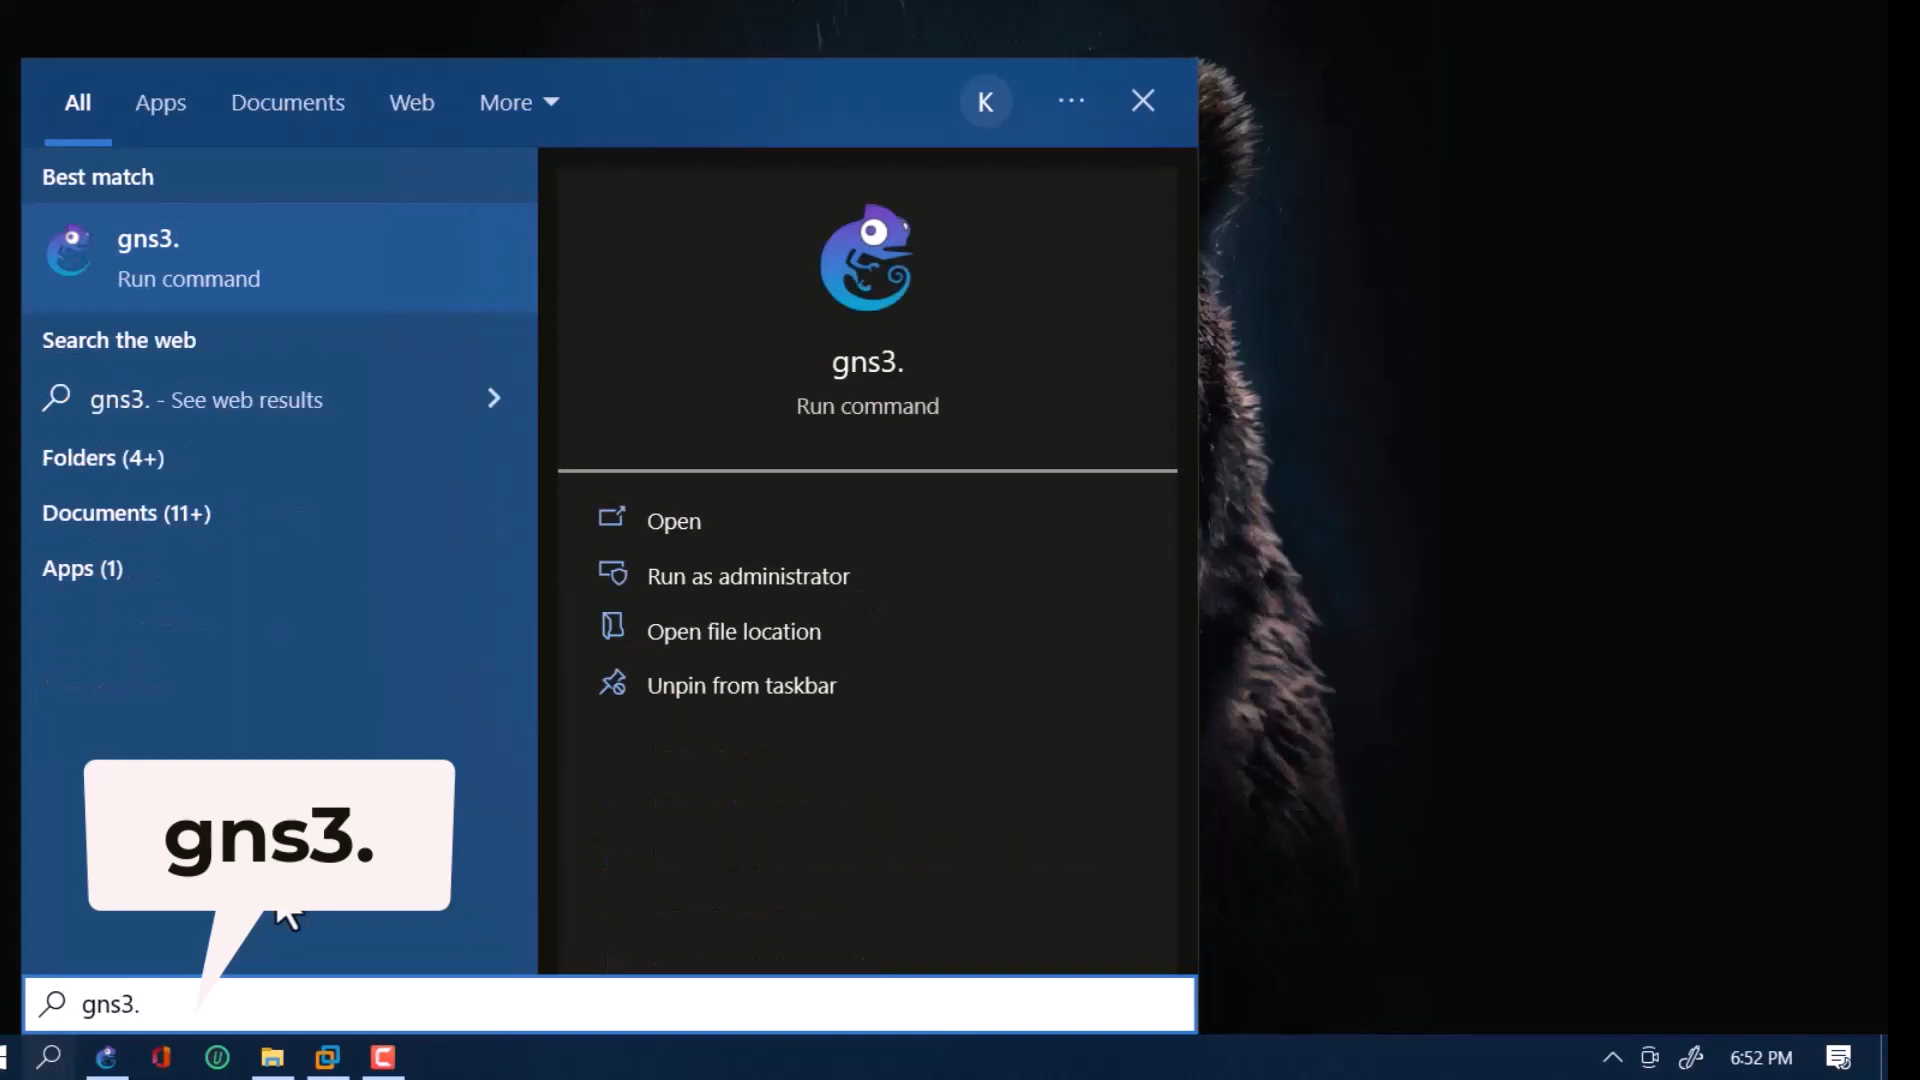 All
Apps
Documents
Web
More
K
Best match
gns3.
Run command
Search the web
gns3. - See web results
Folders (4+)
Documents (11+)
Apps (1)
gns3.
Run command
Open
Run as administrator
Open file location
Unpin from taskbar
gns3.
gns3.
6:52 PM